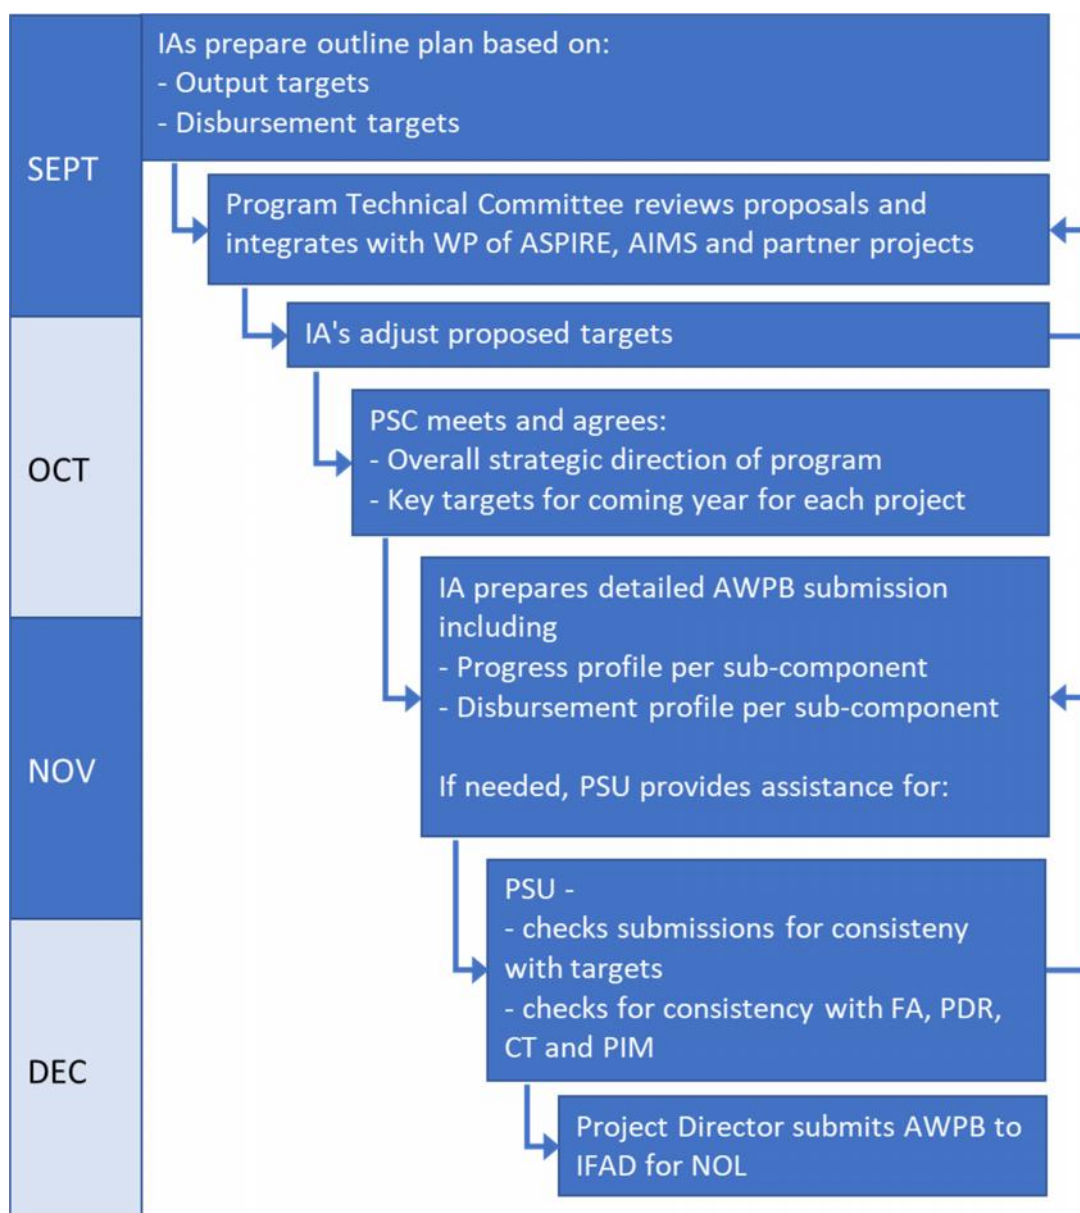 SEPT
IAs prepare outline plan based on:
- Output targets
- Disbursement targets
Program Technical Committee reviews proposals and
integrates with WP of ASPIRE, AIMS and partner projects
IA's adjust proposed targets
OCT
PSC meets and agrees:
- Overall strategic direction of program
- Key targets for coming year for each project
IA prepares detailed AWPB submission
including
- Progress profile per sub-component
- Disbursement profile per sub-component
If needed, PSU provides assistance for:
NOV
PSU -
- checks submissions for consisteny
with targets
- checks for consistency with FA, PDR,
CT and PIM
DEC
Project Director submits AWPB to
IFAD for NOL